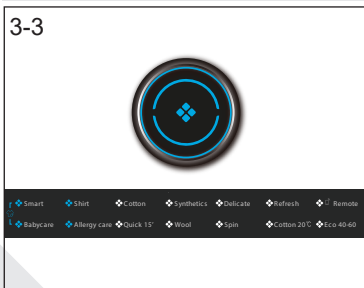 3-3
Smart Shirt Cotton Synthetics Delicate Refresh Remote
Babycare Allergy care Quick 15' Wool Spin Cotton 20℃ Eco 40-60